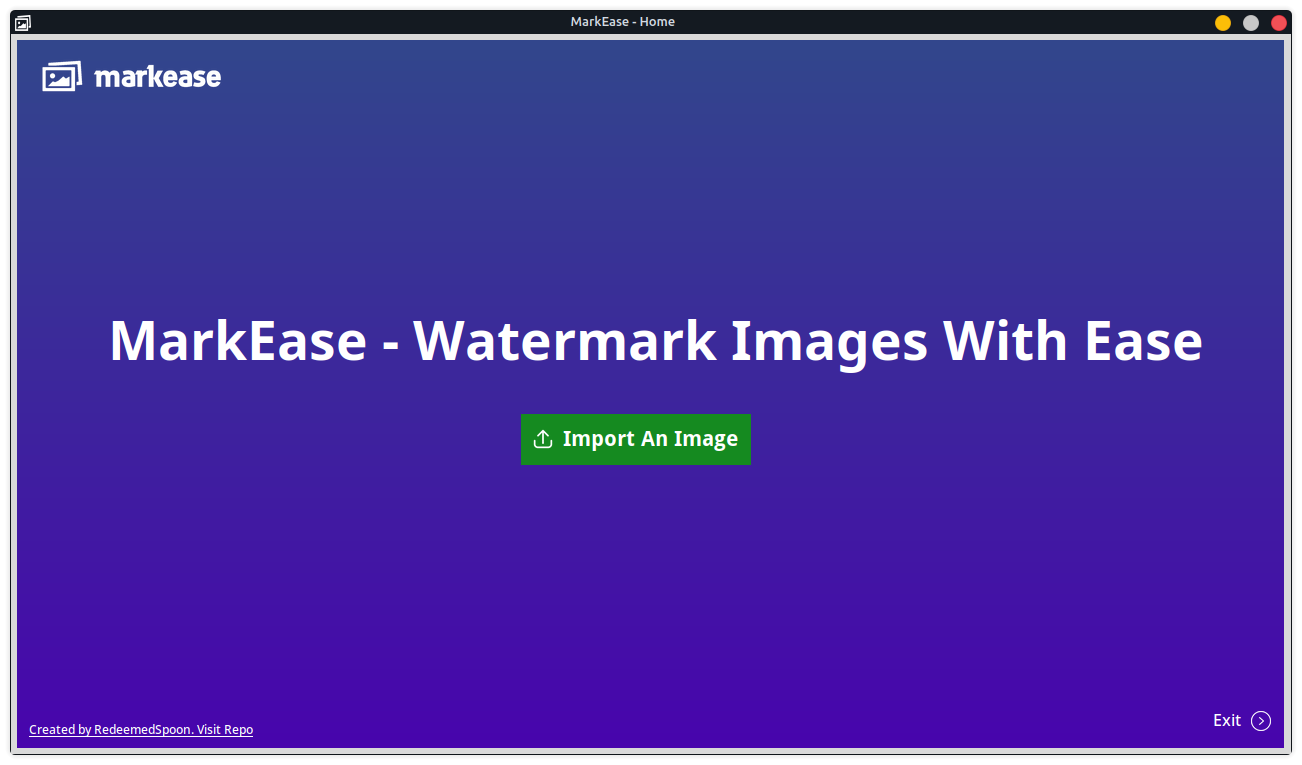 MarkEase - Home
markease
MarkEase - Watermark Images With Ease
Import An Image
Created by RedeemedSpoon. Visit Repo
Exit